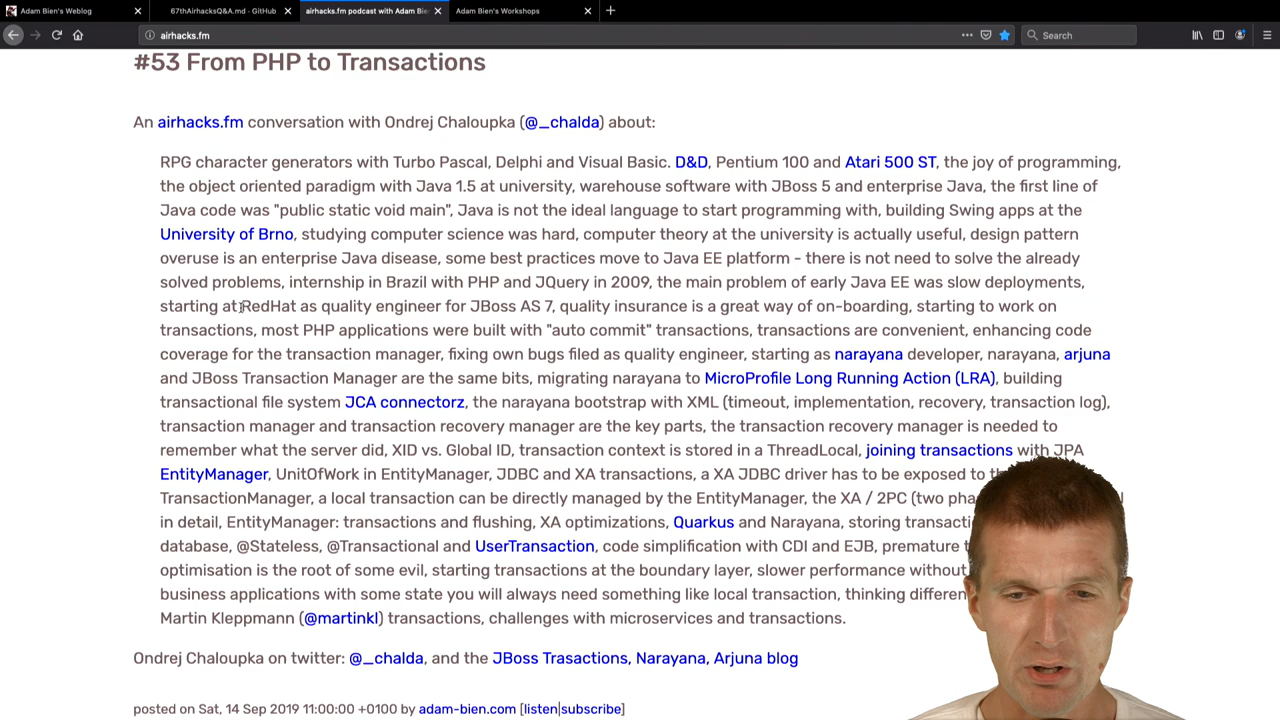 Adam Bien's Weblog
67thAirhacksQ&A.md · GitHub
airhacks.fm podcast with Adam Bie
Adam Bien's Workshops
airhacks.fm
Search
#53 From PHP to Transactions
An airhacks.fm conversation with Ondrej Chaloupka (@_chalda) about:
RPG character generators with Turbo Pascal, Delphi and Visual Basic. D&D, Pentium 100 and Atari 500 ST, the joy of programming,
the object oriented paradigm with Java 1.5 at university, warehouse software with JBoss 5 and enterprise Java, the first line of
Java code was "public static void main", Java is not the ideal language to start programming with, building Swing apps at the
University of Brno, studying computer science was hard, computer theory at the university is actually useful, design pattern
overuse is an enterprise Java disease, some best practices move to Java EE platform - there is not need to solve the already
solved problems, internship in Brazil with PHP and JQuery in 2009, the main problem of early Java EE was slow deployments,
starting at RedHat as quality engineer for JBoss AS 7, quality insurance is a great way of on-boarding, starting to work on
transactions, most PHP applications were built with "auto commit" transactions, transactions are convenient, enhancing code
coverage for the transaction manager, fixing own bugs filed as quality engineer, starting as narayana developer, narayana, arjuna
and JBoss Transaction Manager are the same bits, migrating narayana to MicroProfile Long Running Action (LRA), building
transactional file system JCA connectorz, the narayana bootstrap with XML (timeout, implementation, recovery, transaction log),
transaction manager and transaction recovery manager are the key parts, the transaction recovery manager is needed to
remember what the server did, XID vs. Global ID, transaction context is stored in a ThreadLocal, joining transactions with JPA
EntityManager, UnitOfWork in EntityManager, JDBC and XA transactions, a XA JDBC driver has to be exposed to
TransactionManager, a local transaction can be directly managed by the EntityManager, the XA / 2PC (two
in detail, EntityManager: transactions and flushing, XA optimizations, Quarkus and Narayana, storing
database, @Stateless, @Transactional and UserTransaction, code simplification with CDI and EJB, premature
optimisation is the root of some evil, starting transactions at the boundary layer, slower performance without
business applications with some state you will always need something like local transaction, thinking
Martin Kleppmann (@martinkl) transactions, challenges with microservices and transactions.
Ondrej Chaloupka on twitter: @_chalda, and the JBoss Trasactions, Narayana, Arjuna blog
posted on Sat, 14 Sep 2019 11:00:00 +0100 by adam-bien.com [listen|subscribe]